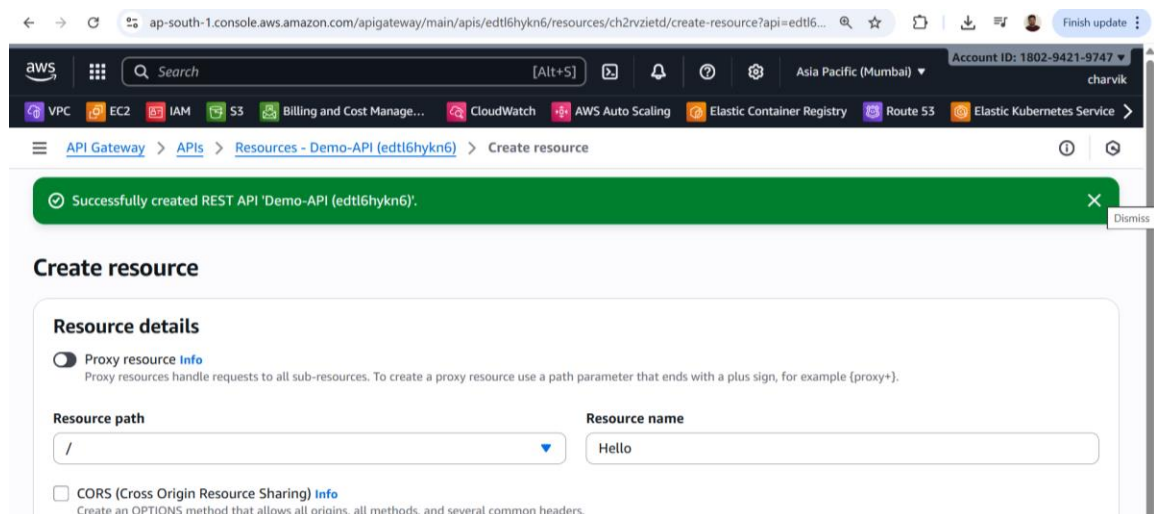 ap-south-1.console.aws.amazon.com/apigateway/main/apis/edtl6hykn6/resources/ch2rvzietd/create-resource?api=edtl6...
Finish update
aws
Search
[Alt+S]
Asia Pacific (Mumbai)
Account ID: 1802-9421-9747
charvik
VPC EC2 IAM S3 Billing and Cost Manage... CloudWatch AWS Auto Scaling Elastic Container Registry Route 53 Elastic Kubernetes Service
API Gateway > APIs > Resources - Demo-API (edtl6hykn6) > Create resource
Successfully created REST API 'Demo-API (edtl6hykn6)'.
Dismiss
Create resource
Resource details
Proxy resource Info
Proxy resources handle requests to all sub-resources. To create a proxy resource use a path parameter that ends with a plus sign, for example {proxy+}.
Resource path
Resource name
/
Hello
CORS (Cross Origin Resource Sharing) Info
Create an OPTIONS method that allows all origins, all methods, and several common headers.